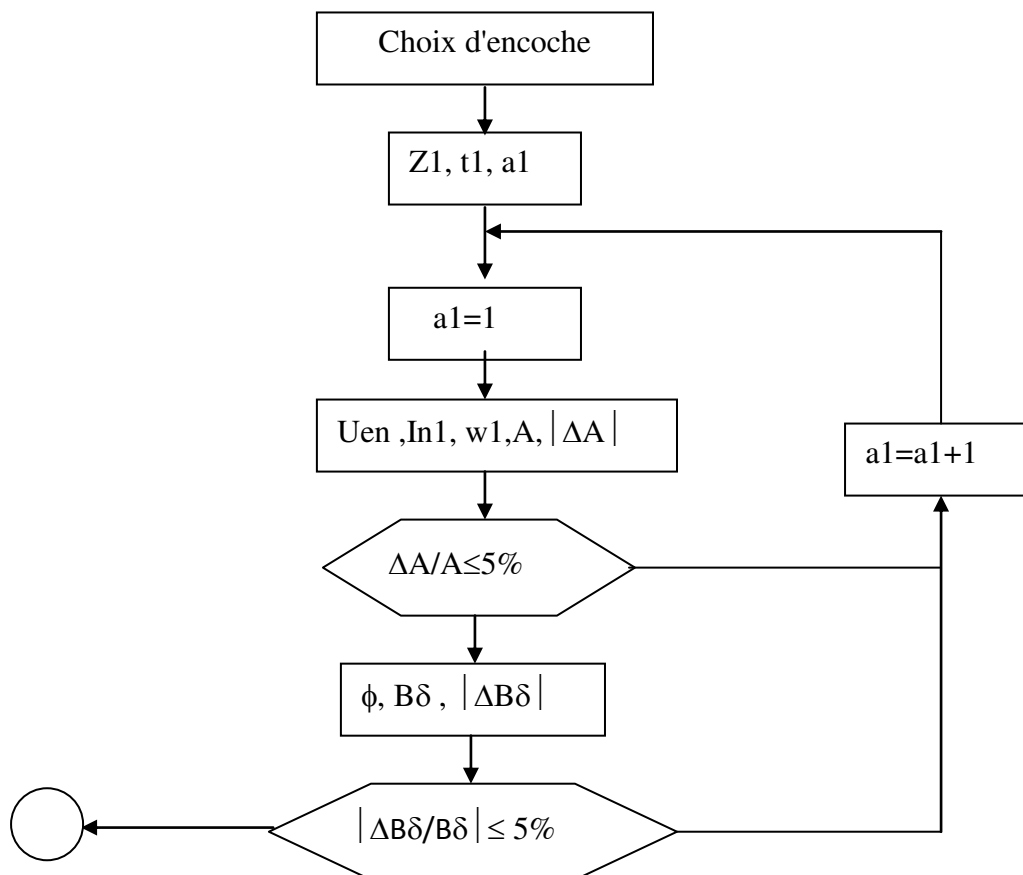 Choix d'encoche
Z1, t1, a1
a1=1
Uen ,In1, w1,A, |ΔA|
a1=a1+1
ΔA/A≤5%
ϕ, Bδ , |ΔBδ|
|ΔBδ/Bδ| ≤ 5%